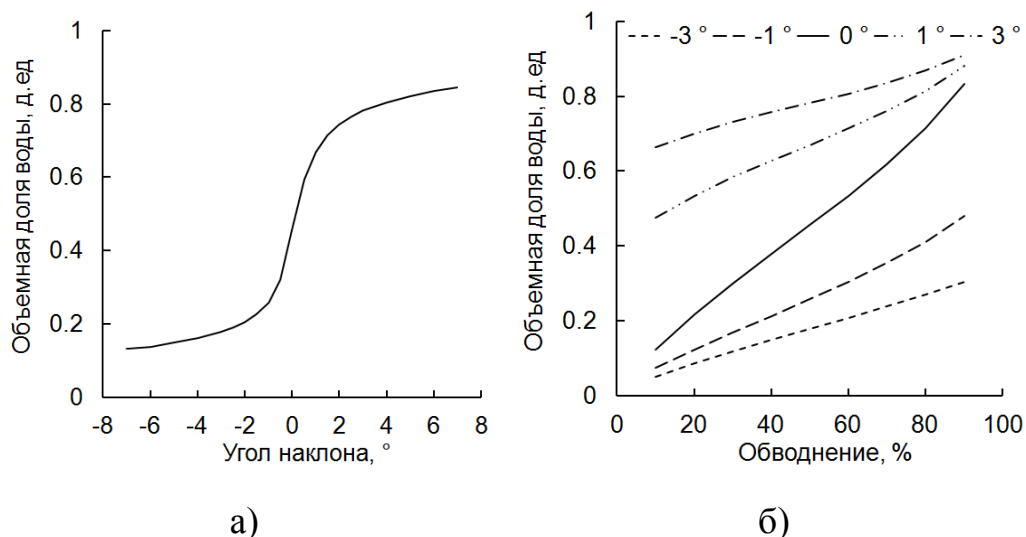 Объемная доля воды, д.ед
1
0.8
0.6
0.4
0.2
0
-8 -6 -4 -2 0 2 4 6 8
Угол наклона, °
а)
Объемная доля воды, д.ед
-3 ° -1 ° 0 ° 1 ° 3 °
1
0.8
0.6
0.4
0.2
0
0 20 40 60 80 100
Обводнение, %
б)